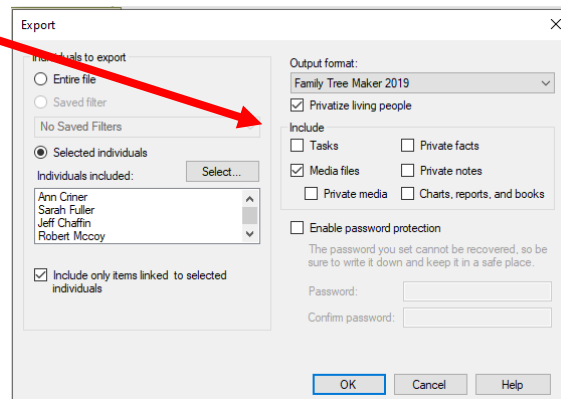 Export
Individuals to export
Entire file
Saved filter
No Saved Filters
Selected individuals
Individuals included:
Select...
Ann Criner
Sarah Fuller
Jeff Chaffin
Robert Mccoy
Include only items linked to selected
individuals
Output format:
Family Tree Maker 2019
Privatize living people
Include
Tasks
Private facts
Media files
Private notes
Private media
Charts, reports, and books
Enable password protection
The password you set cannot be recovered, so be
sure to write it down and keep it in a safe place.
Password:
Confirm password:
OK
Cancel
Help